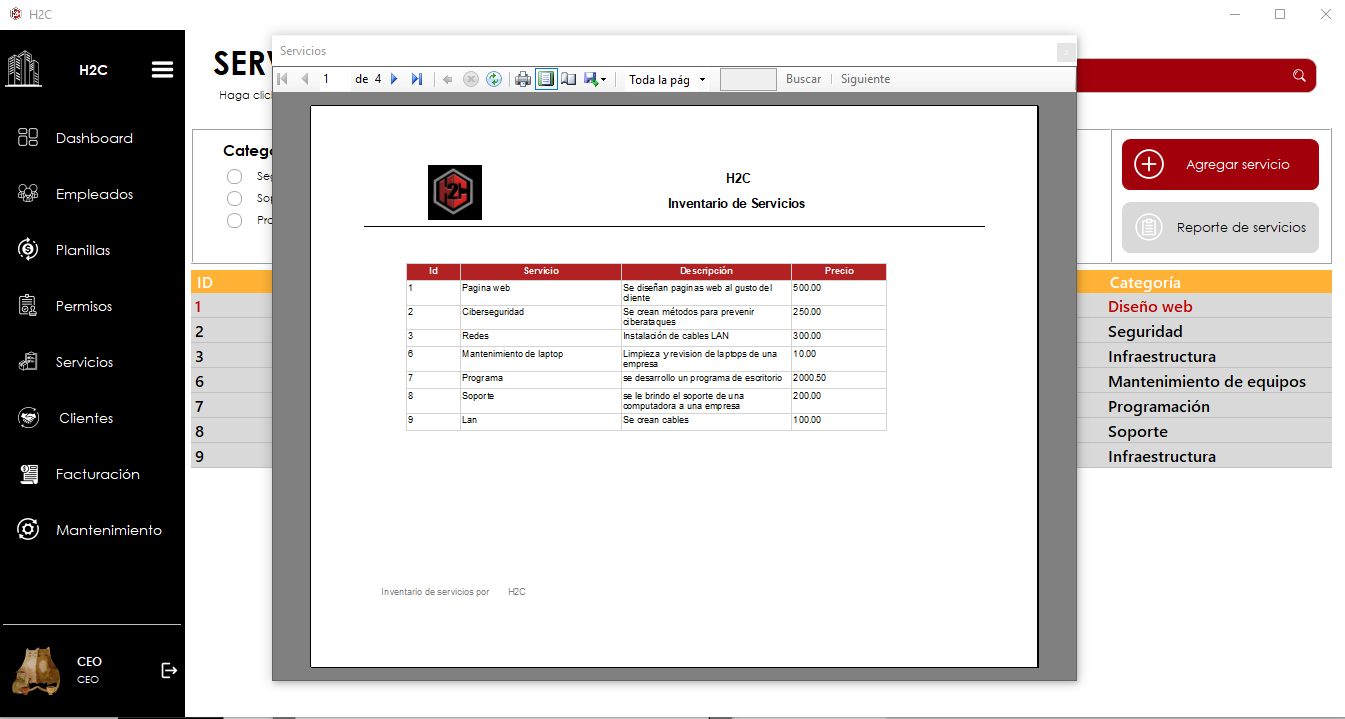 H2C
H2C
Dashboard
Empleados
Planillas
Permisos
Servicios
Clientes
Facturación
Mantenimiento
CEO
CEO
SER
Haga clic
Catego
Agregar servicio
Reporte de servicios
ID Categoría
1 Diseño web
2 Seguridad
3 Infraestructura
6 Mantenimiento de equipos
7 Programación
8 Soporte
9 Infraestructura
Servicios
1 de 4 Toda la pág Buscar | Siguiente
H2C
H2C
Inventario de Servicios
Id Servicio Descripción Precio
1 Pagina web Se diseñan paginas web al gusto del 500.00
cliente
2 Ciberseguridad Se crean métodos para prevenir 250.00
ciberataques
3 Redes Instalación de cables LAN 300.00
6 Mantenimiento de laptop Limpieza y revision de laptops de una 10.00
empresa
7 Programa se desarrollo un programa de escritorio 2000.50
8 Soporte se le brindo el soporte de una 200.00
computadora a una empresa
9 Lan Se crean cables 100.00
Inventario de servicios por H2C